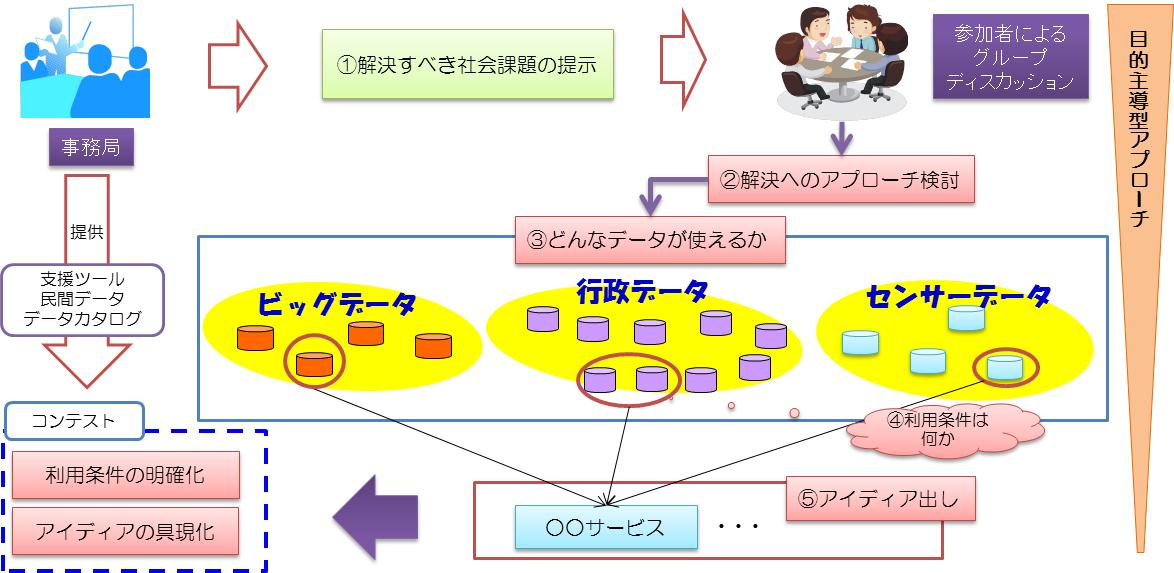 事務局
①解決すべき社会課題の提示
参加者による
グループ
ディスカッション
目的主導型アプローチ
②解決へのアプローチ検討
③どんなデータが使えるか
提供
支援ツール
民間データ
データカタログ
ビッグデータ
行政データ
センサーデータ
④利用条件は
何か
コンテスト
利用条件の明確化
アイディアの具現化
⑤アイディア出し
〇〇サービス
・・・